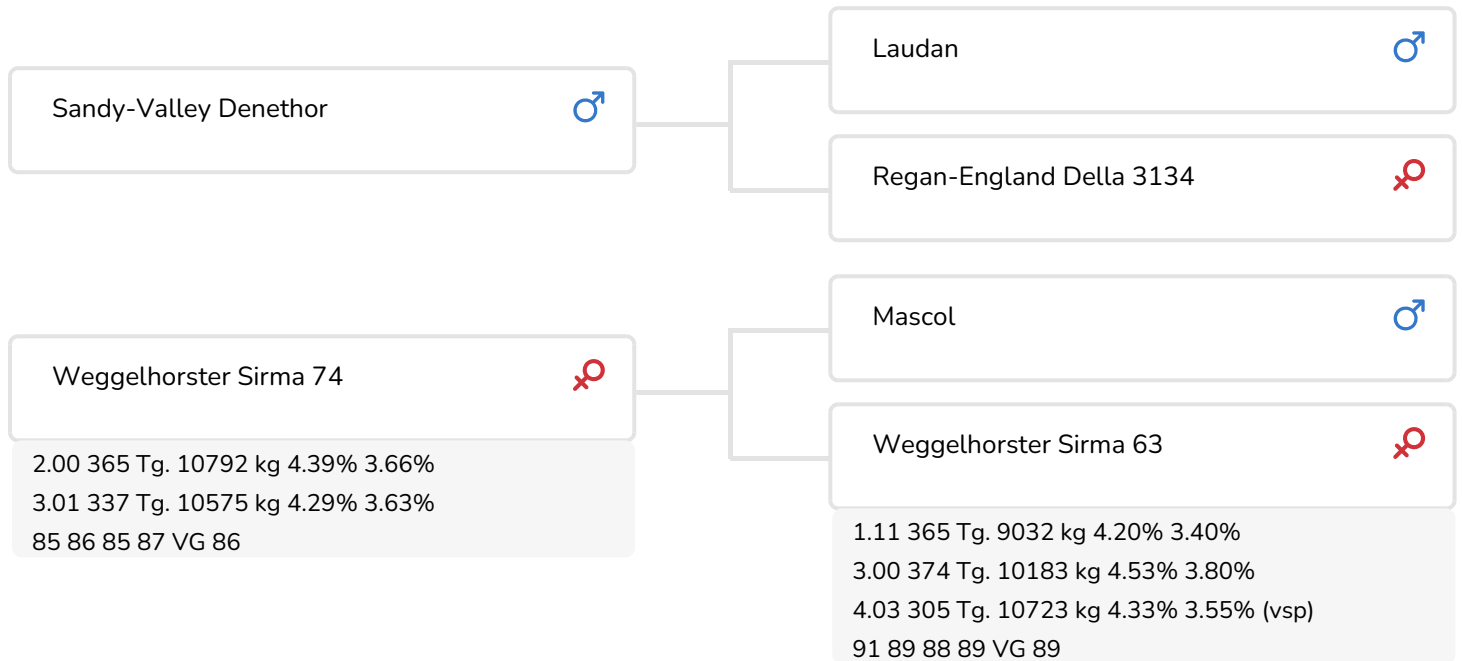 Sandy-Valley Denethor
Laudan
Regan-England Della 3134
Weggelhorster Sirma 74
2.00 365 Tg. 10792 kg 4.39% 3.66%
3.01 337 Tg. 10575 kg 4.29% 3.63%
85 86 85 87 VG 86
Mascol
Weggelhorster Sirma 63
1.11 365 Tg. 9032 kg 4.20% 3.40%
3.00 374 Tg. 10183 kg 4.53% 3.80%
4.03 305 Tg. 10723 kg 4.33% 3.55% (vsp)
91 89 88 89 VG 89